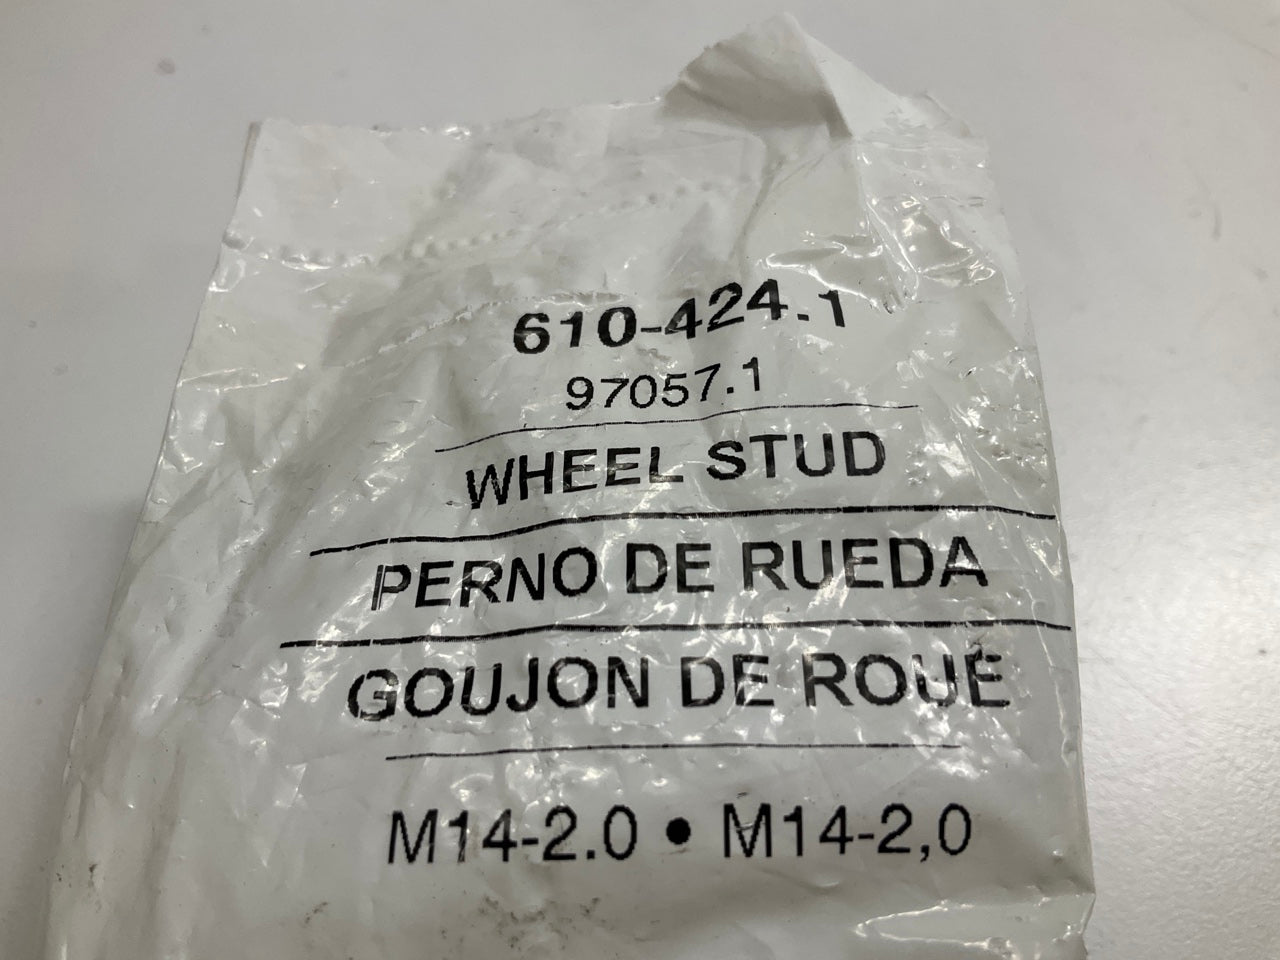 610-424.1
97057.1
WHEEL STUD
PERNO DE RUEDA
GOUJON DE ROUE
M14-2.0 • M14-2,0